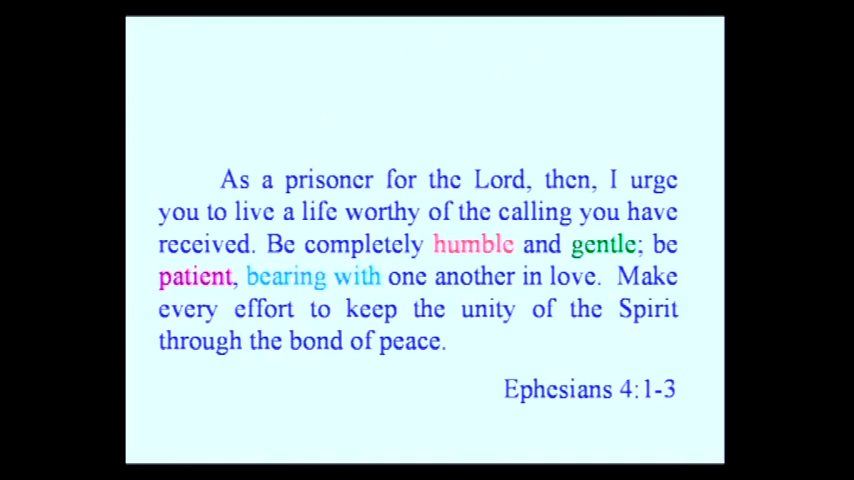 As a prisoner for the Lord, then, I urge
you to live a life worthy of the calling you have
received. Be completely humble and gentle; be
patient, bearing with one another in love. Make
every effort to keep the unity of the Spirit
through the bond of peace.
Ephesians 4:1-3